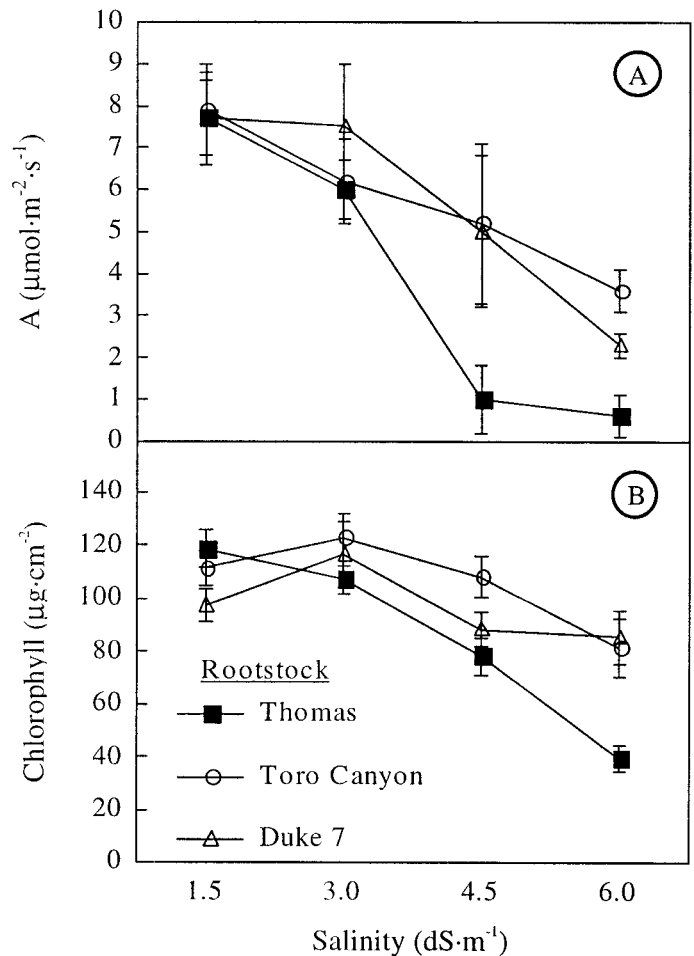 10
9
8
7
6
5
4
3
2
1
0
A (μmol·m⁻²·s⁻¹)
A
140
120
100
80
60
40
20
0
Chlorophyll (μg·cm⁻²)
B
Rootstock
Thomas
Toro Canyon
Duke 7
1.5 3.0 4.5 6.0
Salinity (dS·m⁻¹)